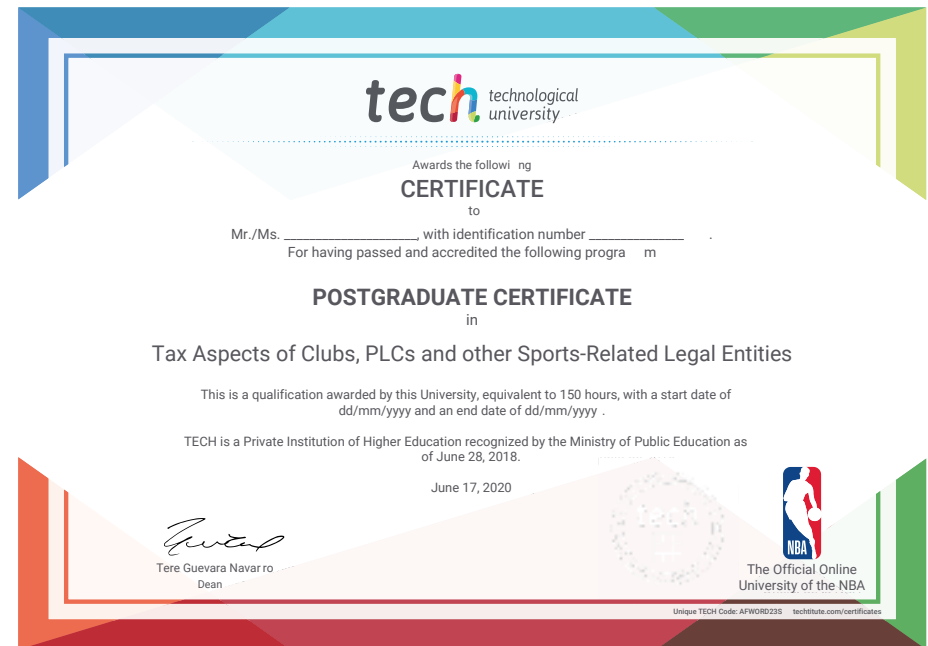 tech technological
university
Awards the followi ng
CERTIFICATE
to
Mr./Ms. ____________________, with identification number ______________ .
For having passed and accredited the following progra m
POSTGRADUATE CERTIFICATE
in
Tax Aspects of Clubs, PLCs and other Sports-Related Legal Entities
This is a qualification awarded by this University, equivalent to 150 hours, with a start date of
dd/mm/yyyy and an end date of dd/mm/yyyy .
TECH is a Private Institution of Higher Education recognized by the Ministry of Public Education as
of June 28, 2018.
June 17, 2020
tech
NBA
Tere Guevara Navar ro
Dean
The Official Online
University of the NBA
Unique TECH Code: AFWORD23S techtitute.com/certificates